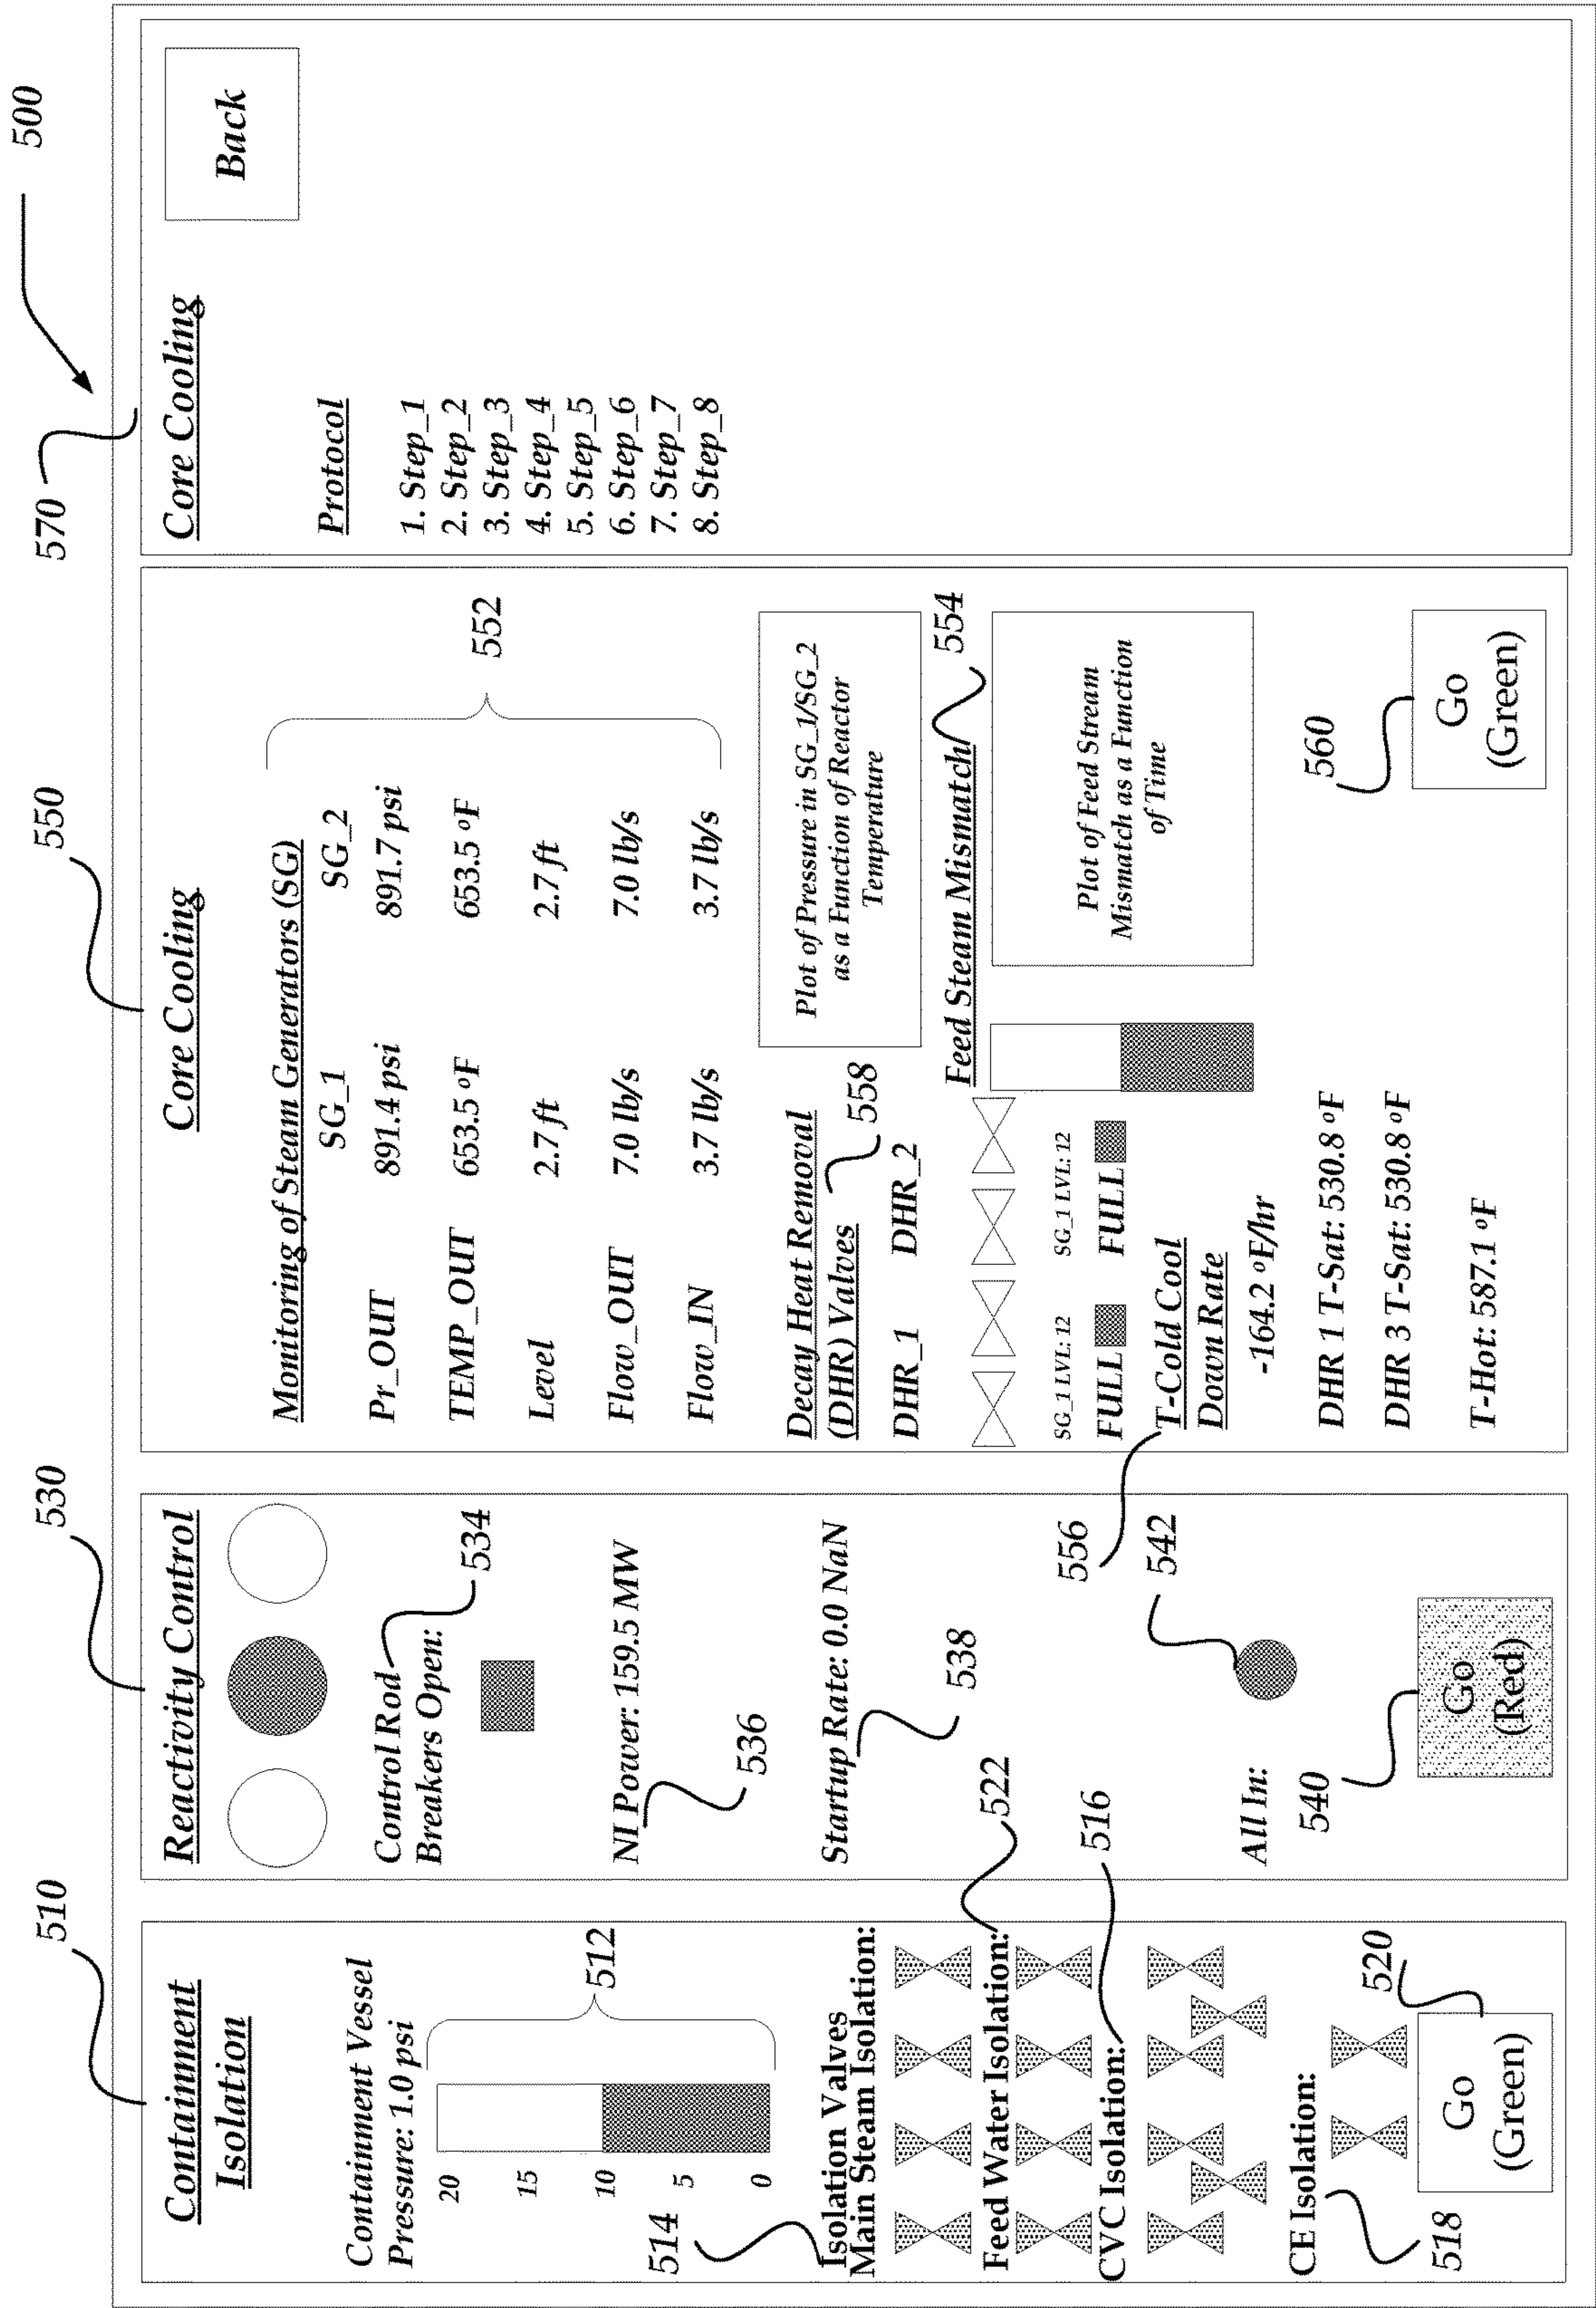 500
510
Containment
Isolation
Containment Vessel
Pressure: 1.0 psi
20
15
10
5
0
512
514
Isolation Valves
Main Steam Isolation:
Feed Water Isolation:
522
CVC Isolation:
516
CE Isolation:
518
Go
(Green)
520
530
Reactivity Control
Control Rod
Breakers Open:
534
NI Power: 159.5 MW
536
Startup Rate: 0.0 NaN
538
All In:
542
540
Go
(Red)
550
Core Cooling
Monitoring of Steam Generators (SG)
SG_1 SG_2
Pr_OUT 891.4 psi 891.7 psi
TEMP_OUT 653.5 ºF 653.5 ºF
Level 2.7 ft 2.7 ft
Flow_OUT 7.0 lb/s 7.0 lb/s
Flow_IN 3.7 lb/s 3.7 lb/s
552
Decay Heat Removal
(DHR) Valves
558
DHR_1 DHR_2
SG_1 LVL: 12 SG_1 LVL: 12
FULL FULL
Plot of Pressure in SG_1/SG_2
as a Function of Reactor
Temperature
Feed Steam Mismatch
554
Plot of Feed Stream
Mismatch as a Function
of Time
556
T-Cold Cool
Down Rate
-164.2 ºF/hr
DHR 1 T-Sat: 530.8 ºF
DHR 3 T-Sat: 530.8 ºF
T-Hot: 587.1 ºF
560
Go
(Green)
570
Core Cooling
Back
Protocol
1. Step_1
2. Step_2
3. Step_3
4. Step_4
5. Step_5
6. Step_6
7. Step_7
8. Step_8